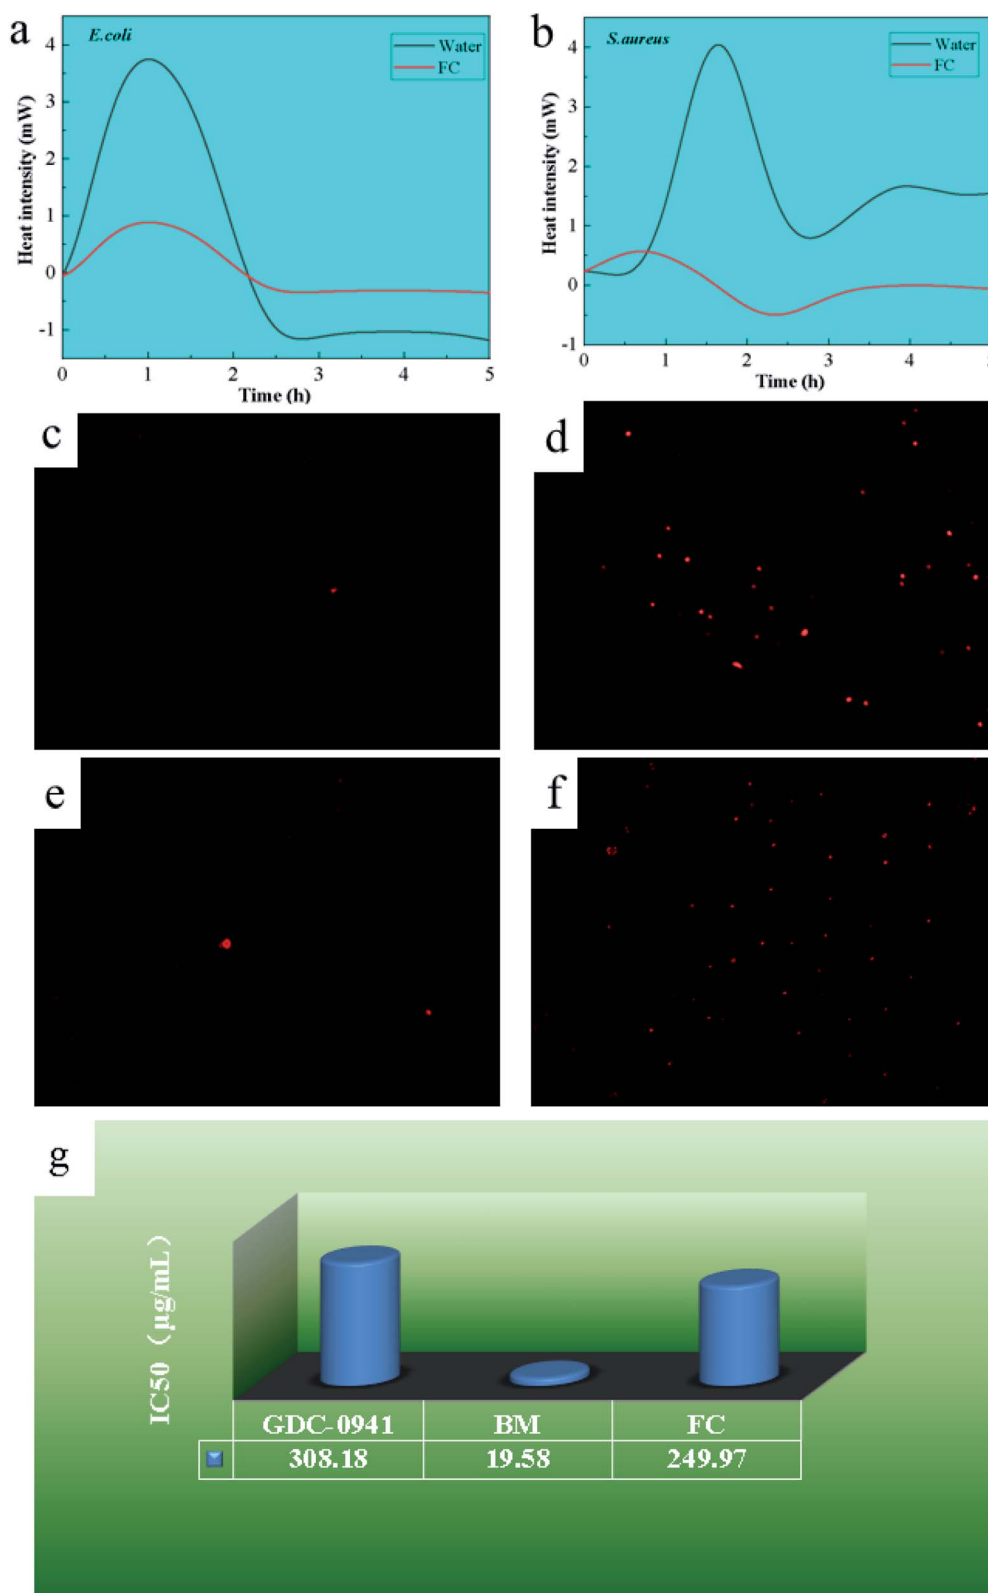 a
E.coli
Water
FC
Heat intensity (mW)
4
3
2
1
0
-1
0 1 2 3 4 5
Time (h)
b
S.aureus
Water
FC
Heat intensity (mW)
4
3
2
1
0
-1
0 1 2 3 4
Time (h)
c
d
e
f
g
IC50 (μg/mL)
GDC-0941 BM FC
308.18 19.58 249.97